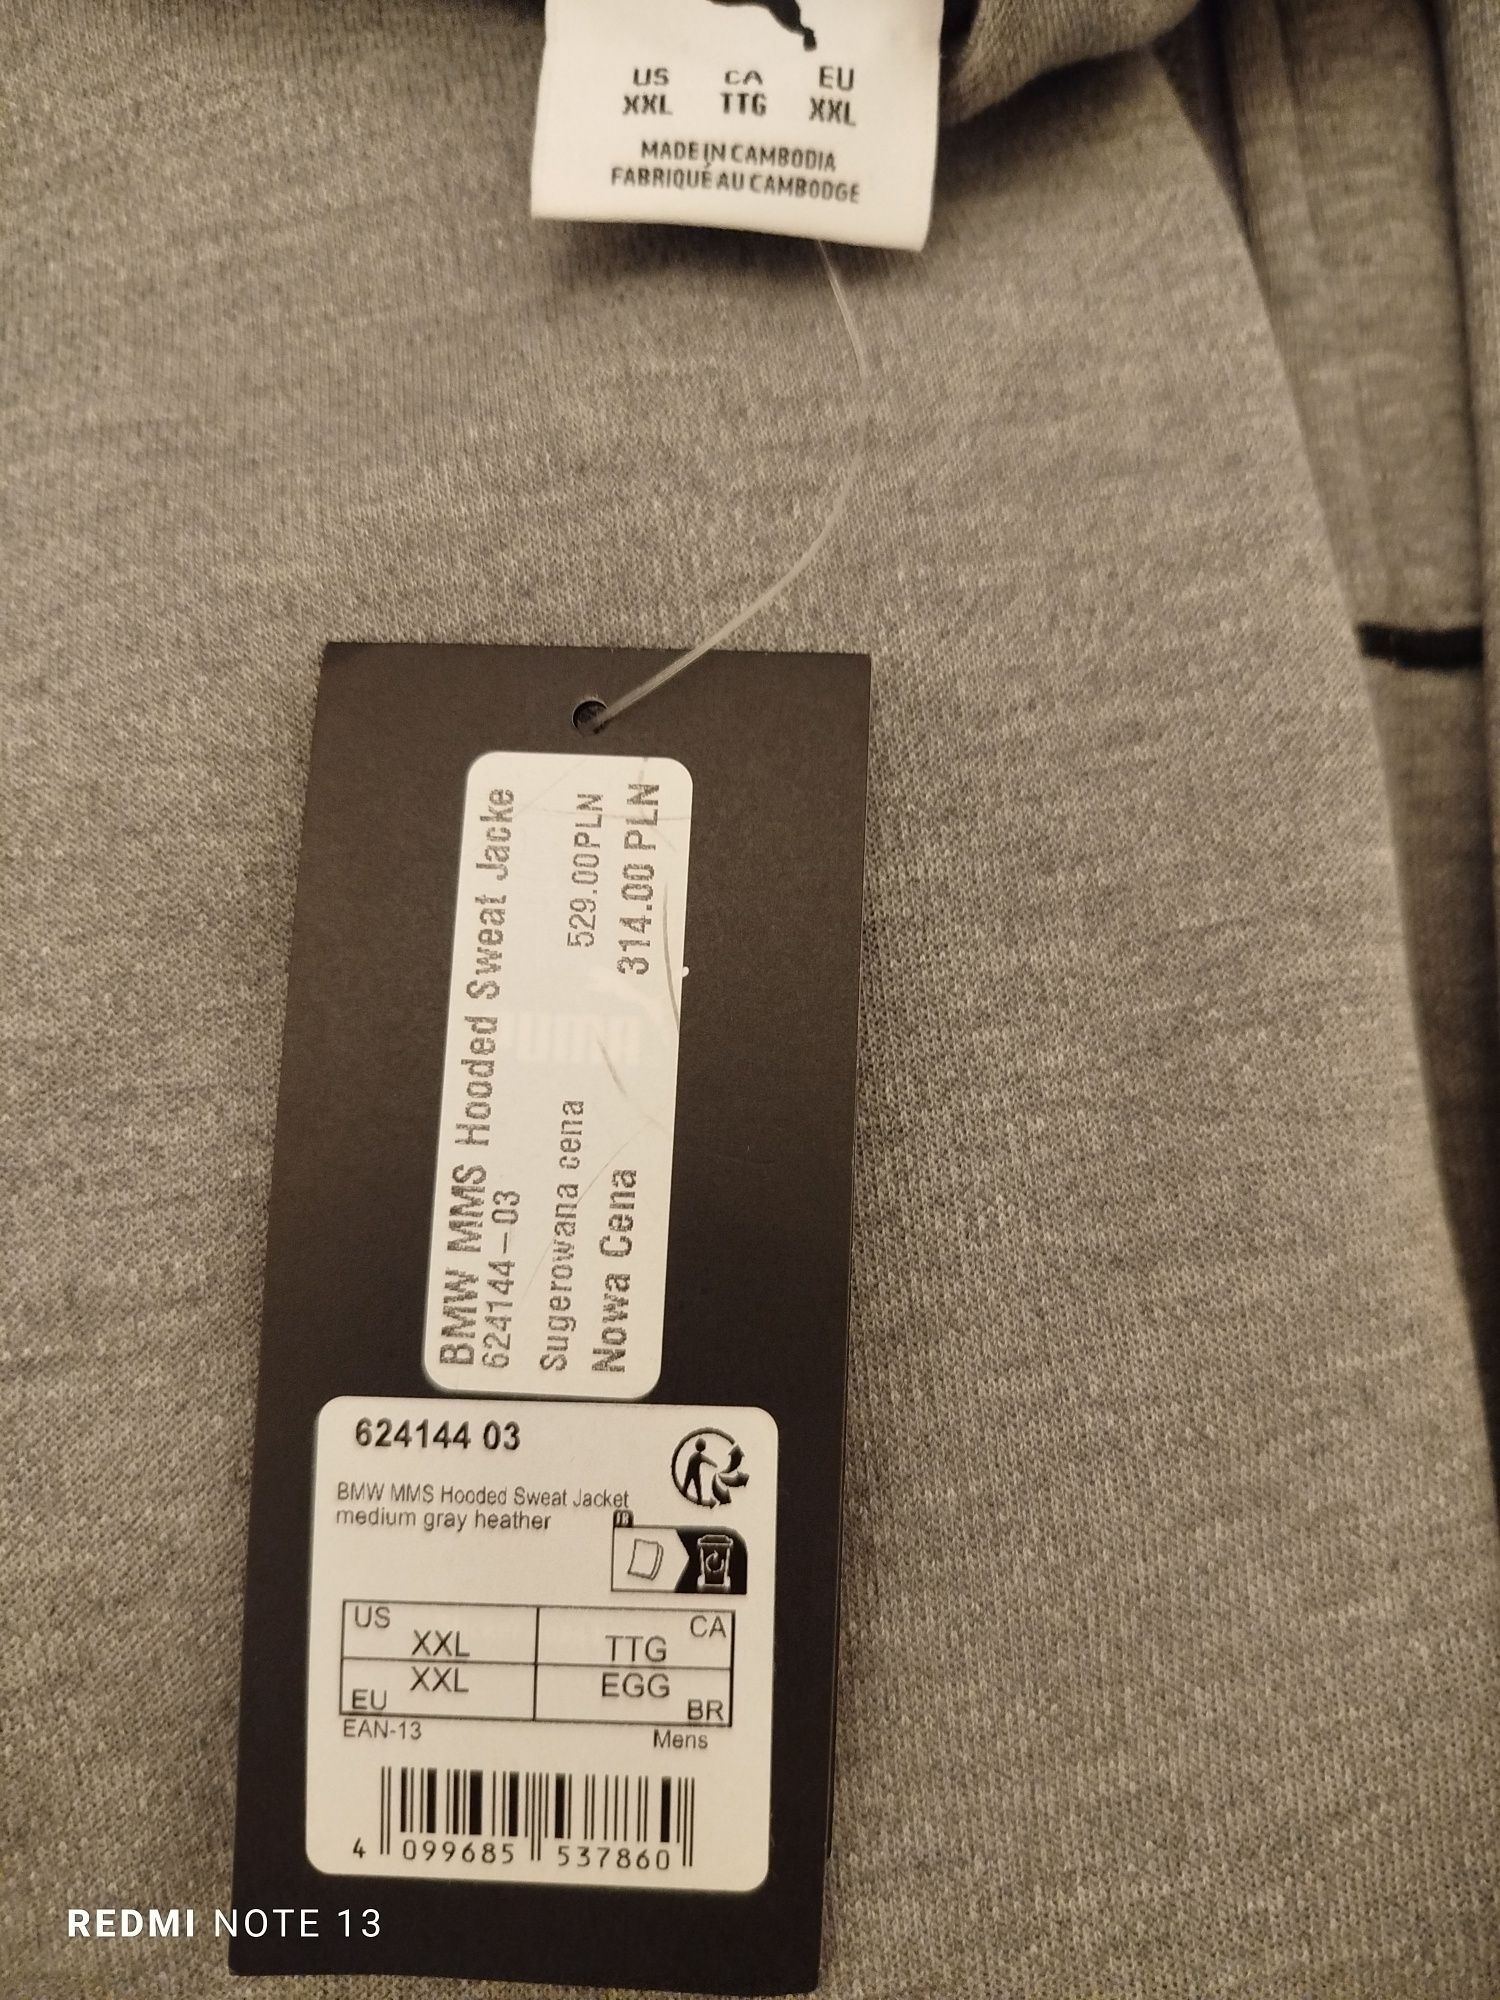 US CA EU
XXL TTG XXL
MADE IN CAMBODIA
FABRIQUÉ AU CAMBODGE
BMW MMS Hooded Sweat Jacke
624144-03
Sugerowana cena 529.00PLN
Nowa Cena 314.00 PLN
PUMA
624144 03
BMW MMS Hooded Sweat Jacket
medium gray heather
FR
US XXL TTG CA
EU XXL EGG BR
EAN-13 Mens
4 099685 537860
REDMI NOTE 13